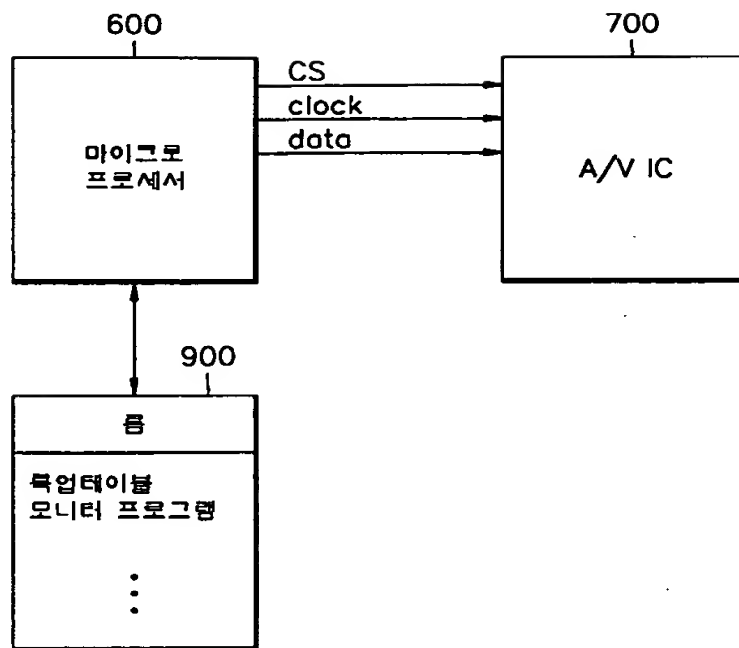 600
700
CS
clock
data
마이크로
프로세서
A/V IC
900
롬
룩업테이블
모니터 프로그램